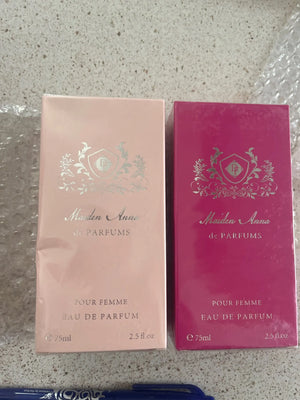 Maiden Anna
de PARFUMS
POUR FEMME
EAU DE PARFUM
℮75ml 2.5 fl oz
Maiden Anna
de PARFUMS
POUR FEMME
EAU DE PARFUM
℮75ml 2.5 fl.oz